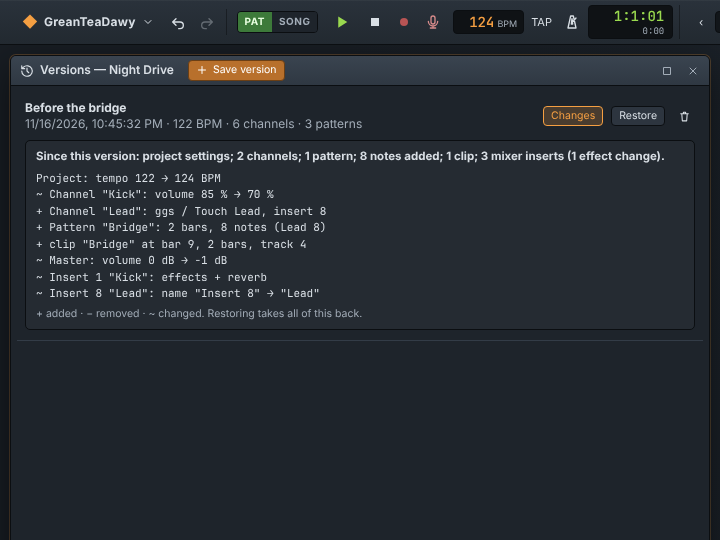 GreanTeaDawy
PAT SONG
124 BPM
TAP
1:1:01
0:00
Versions — Night Drive
+ Save version
Before the bridge
11/16/2026, 10:45:32 PM · 122 BPM · 6 channels · 3 patterns
Changes
Restore
Since this version: project settings; 2 channels; 1 pattern; 8 notes added; 1 clip; 3 mixer inserts (1 effect change).
Project: tempo 122 → 124 BPM
~ Channel "Kick": volume 85 % → 70 %
+ Channel "Lead": ggs / Touch Lead, insert 8
+ Pattern "Bridge": 2 bars, 8 notes (Lead 8)
+ clip "Bridge" at bar 9, 2 bars, track 4
~ Master: volume 0 dB → -1 dB
~ Insert 1 "Kick": effects + reverb
~ Insert 8 "Lead": name "Insert 8" → "Lead"
+ added · − removed · ~ changed. Restoring takes all of this back.